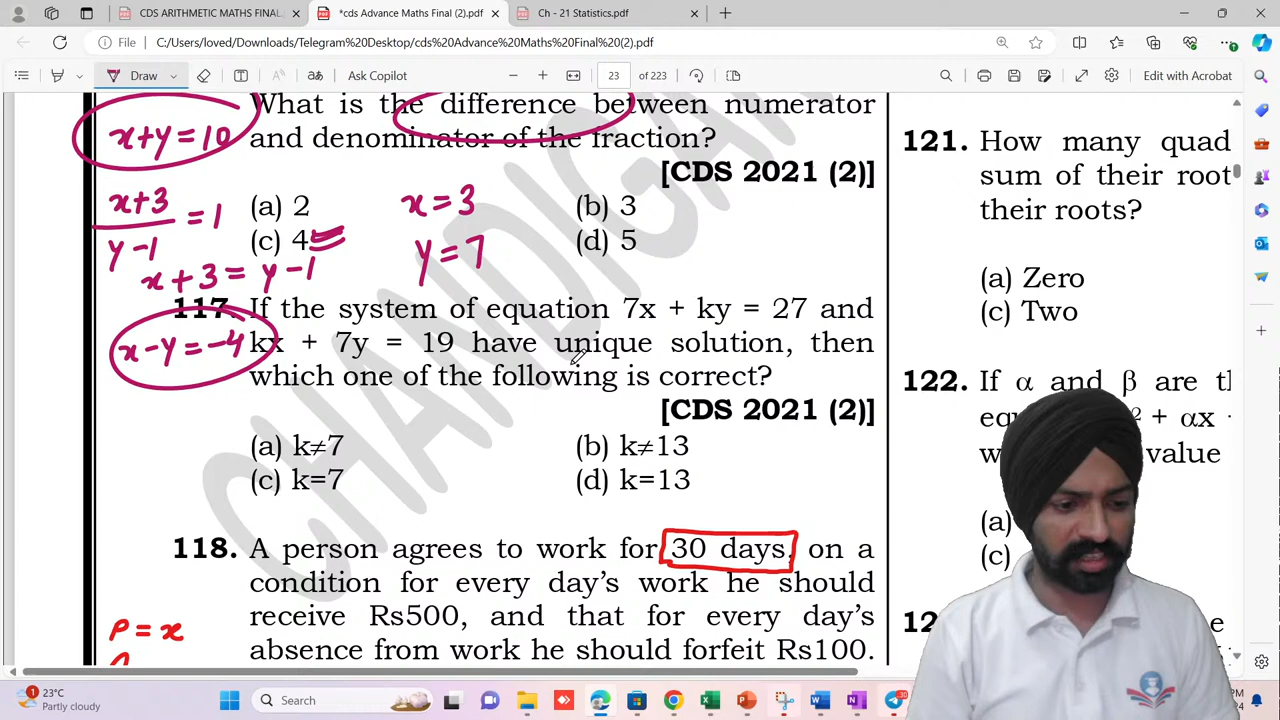 CDS ARITHMETIC MATHS FINAL
*cds Advance Maths Final (2).pdf
Ch - 21 Statistics.pdf
File
C:/Users/loved/Downloads/Telegram%20Desktop/cds%20Advance%20Maths%20Final%20(2).pdf
Draw
Ask Copilot
23 of 223
Edit with Acrobat
What is the difference between numerator
and denominator of the fraction?
[CDS 2021 (2)]
(a) 2 (b) 3
(c) 4 (d) 5
x+y=10
x+3
y-1
=1
x+3=y-1
x-y=-4
x=3
y=7
117. If the system of equation 7x + ky = 27 and
kx + 7y = 19 have unique solution, then
which one of the following is correct?
[CDS 2021 (2)]
(a) k≠7 (b) k≠13
(c) k=7 (d) k=13
118. A person agrees to work for 30 days, on a
condition for every day's work he should
receive Rs500, and that for every day's
absence from work he should forfeit Rs100.
P=x
121. How many quad
sum of their root
their roots?
(a) Zero
(c) Two
122. If α and β are th
+ αx
value
(a)
(c)
CHANDIGA
1
23°C
Partly cloudy
Search
30